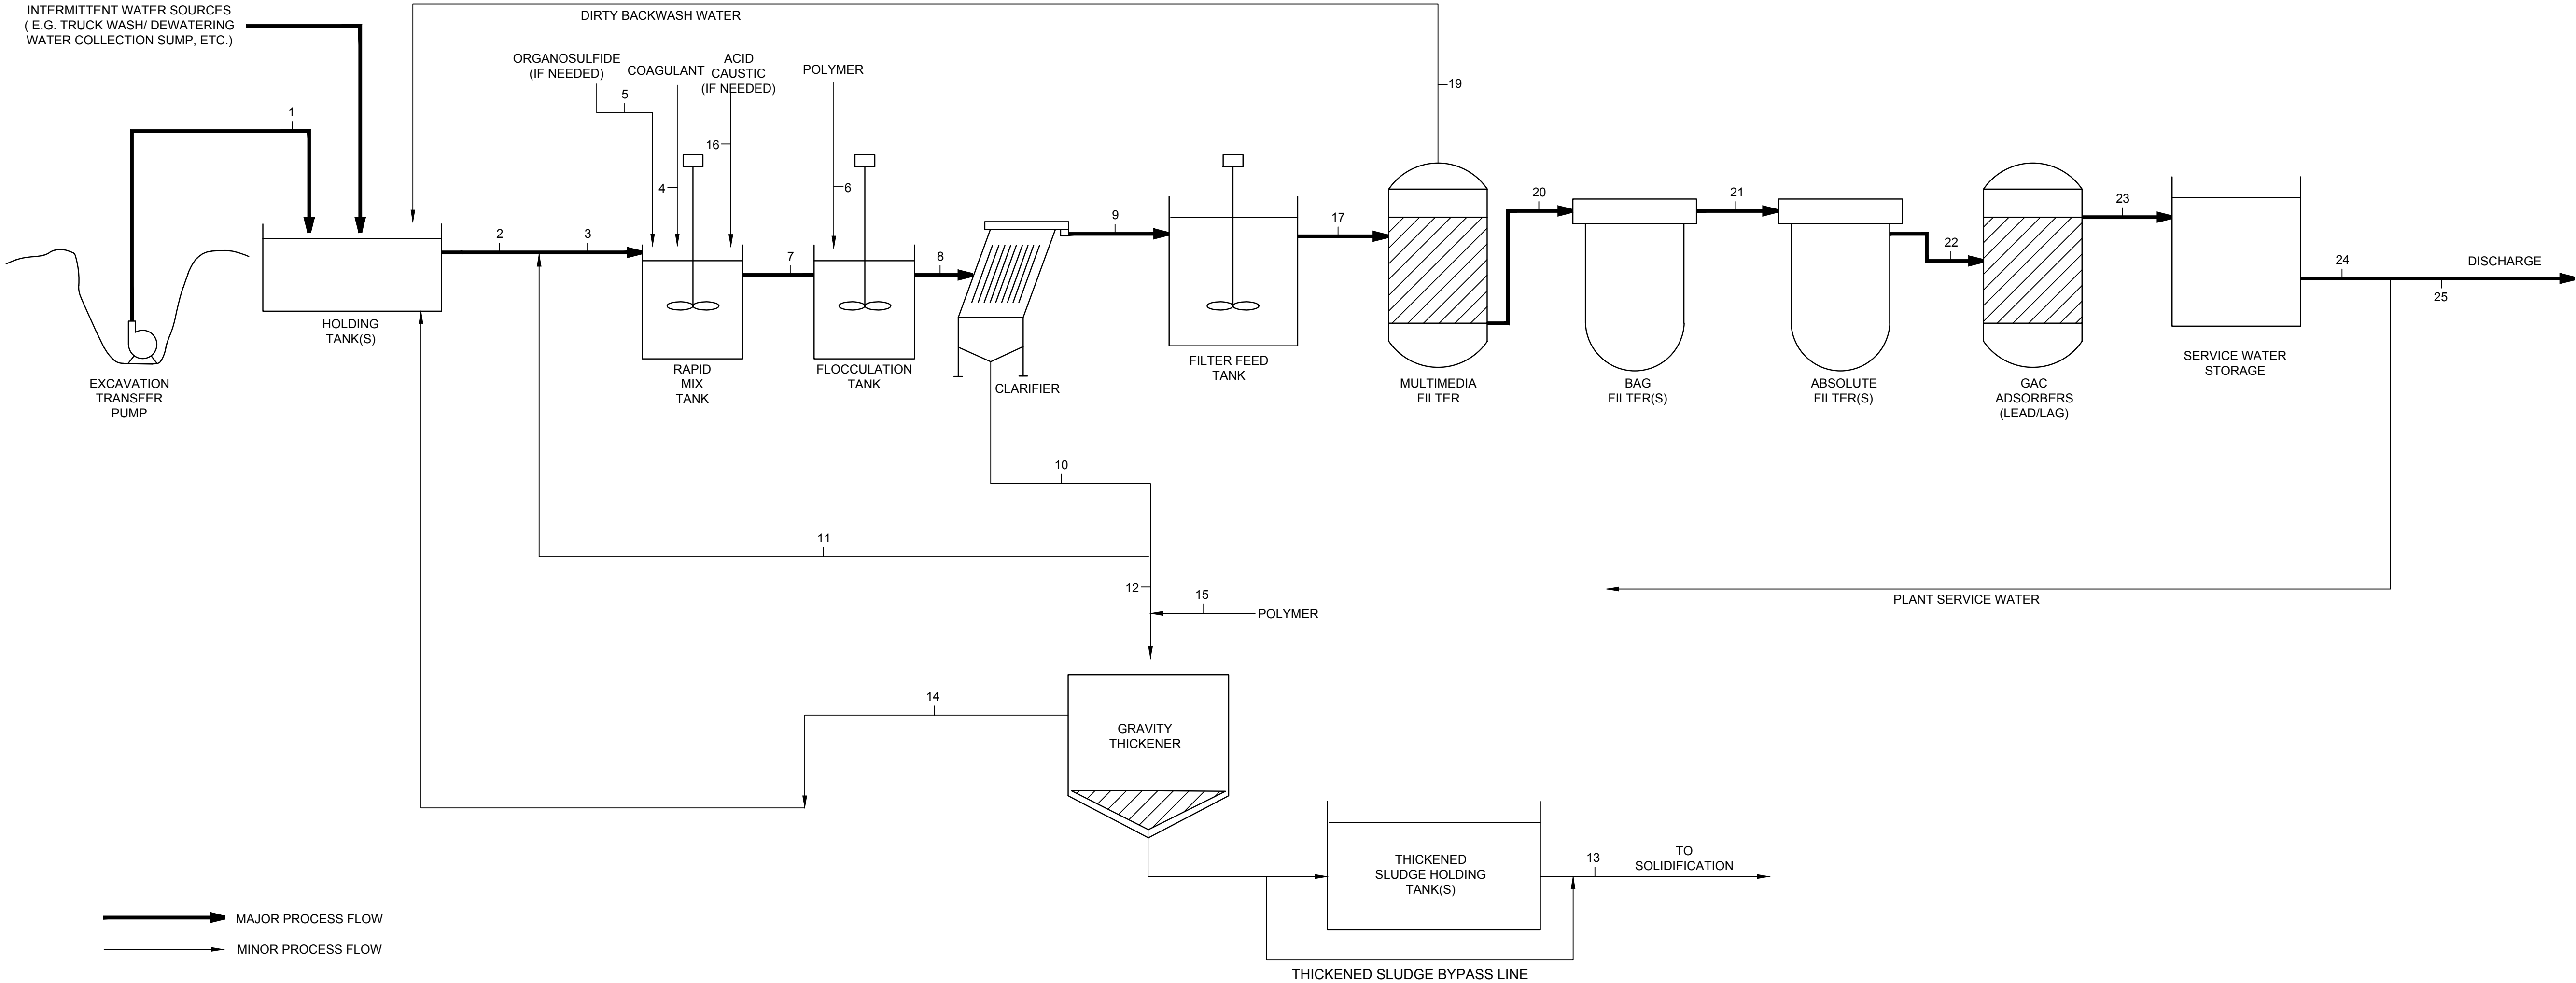 INTERMITTENT WATER SOURCES
( E.G. TRUCK WASH/ DEWATERING
WATER COLLECTION SUMP, ETC.)
DIRTY BACKWASH WATER
ORGANOSULFIDE
(IF NEEDED)
COAGULANT
ACID
CAUSTIC
(IF NEEDED)
POLYMER
1
5
16
4
6
19
2
3
7
8
9
17
20
21
22
23
24
25
DISCHARGE
EXCAVATION
TRANSFER
PUMP
HOLDING
TANK(S)
RAPID
MIX
TANK
FLOCCULATION
TANK
CLARIFIER
FILTER FEED
TANK
MULTIMEDIA
FILTER
BAG
FILTER(S)
ABSOLUTE
FILTER(S)
GAC
ADSORBERS
(LEAD/LAG)
SERVICE WATER
STORAGE
10
11
12
15
POLYMER
PLANT SERVICE WATER
14
GRAVITY
THICKENER
THICKENED
SLUDGE HOLDING
TANK(S)
13
TO
SOLIDIFICATION
THICKENED SLUDGE BYPASS LINE
MAJOR PROCESS FLOW
MINOR PROCESS FLOW